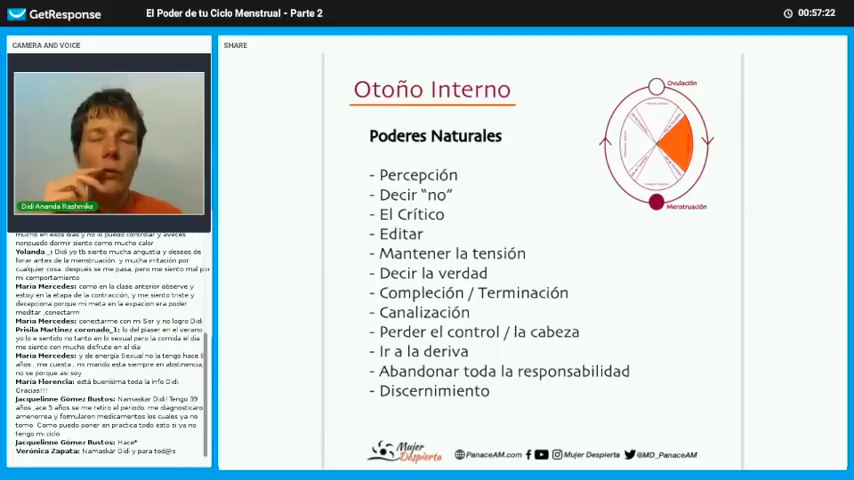 GetResponse
El Poder de tu Ciclo Menstrual - Parte 2
00:57:22
CAMERA AND VOICE
SHARE
Didi Ananda Rashmika
mucho en esos dias y no lo puedo controlar y aveces
nonpuedo dormir siento como mucho calor
Yolanda _: Didi yo tb siento mucha angustia y deseos de
llorar antes de la menstruación, y mucha irritación por
cualquier cosa. después se me pasa, pero me siento mal por
mi comportamiento
María Mercedes: como en la clase anterior observe y
estoy en la etapa de la contracción, y me siento triste y
decepciona porque mi meta en la expacion era poder
meditar ,conectarm
María Mercedes: conectarme con mi Ser y no logro Didi
Prisila Martinez coronado_1: lo del plaser en el verano
yo lo e sentido no tanto en lo sexual pero la comida el dia
me siento con mucho disfrute en el dia
María Mercedes: y de energía Sexual no la tengo hace 8
años , me cuesta , mi marido esta siempre en abstinencia,
no se porque asi soy
María Florencia: está buenísima toda la info Didi.
Gracias!!!
Jacquelinne Gómez Bustos: Namaskar Didi! Tengo 39
años ,ace 5 años se me retiro el periodo, me diagnosticaro
amenorrea y formularon medicamentos los cuales ya no
tomo. Como puedo poner en practica todo esto si ya no
tengo mi ciclo
Jacquelinne Gómez Bustos: Hace*
Verónica Zapata: Namaskar Didi y para tod@s
Otoño Interno
Poderes Naturales
- Percepción
- Decir “no”
- El Crítico
- Editar
- Mantener la tensión
- Decir la verdad
- Compleción / Terminación
- Canalización
- Perder el control / la cabeza
- Ir a la deriva
- Abandonar toda la responsabilidad
- Discernimiento
Ovulación
Menstruación
Mujer
Despierta
PanaceAM.com
Mujer Despierta
@MD_PanaceAM